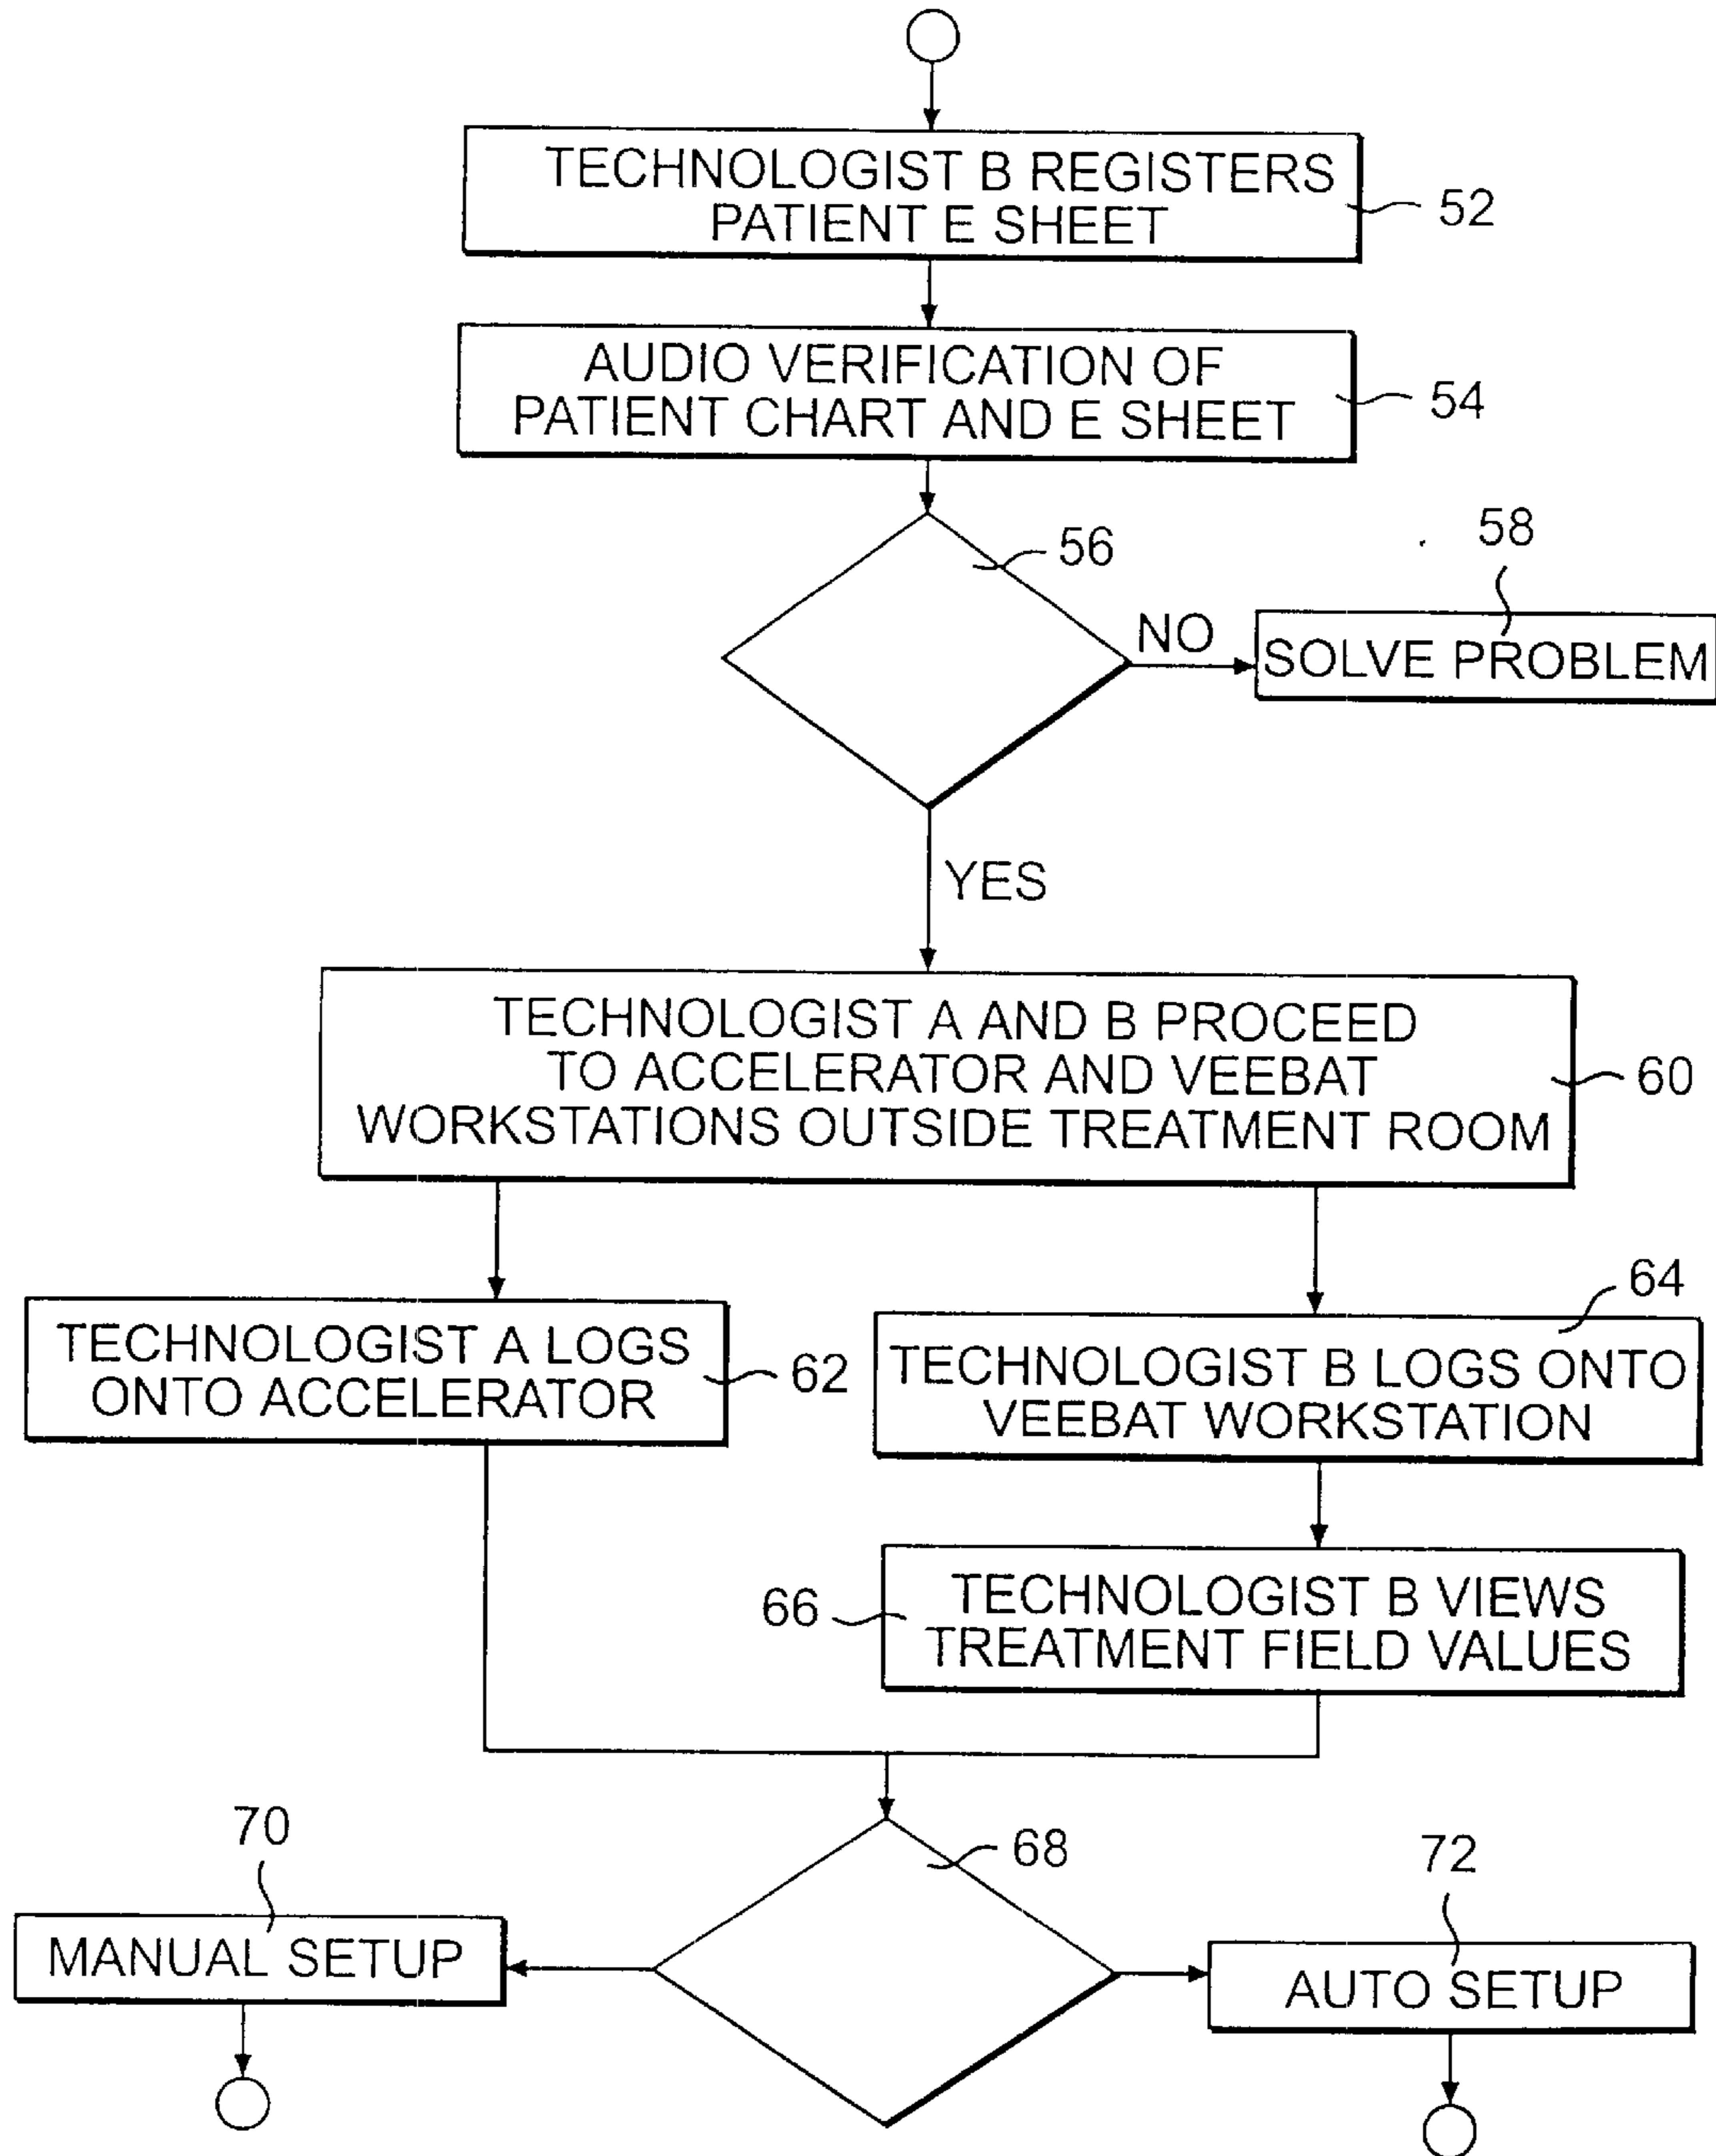 TECHNOLOGIST B REGISTERS
PATIENT E SHEET
52
AUDIO VERIFICATION OF
PATIENT CHART AND E SHEET
54
56
58
NO
SOLVE PROBLEM
YES
TECHNOLOGIST A AND B PROCEED
TO ACCELERATOR AND VEEBAT
WORKSTATIONS OUTSIDE TREATMENT ROOM
60
64
TECHNOLOGIST A LOGS
ONTO ACCELERATOR
62
TECHNOLOGIST B LOGS ONTO
VEEBAT WORKSTATION
66
TECHNOLOGIST B VIEWS
TREATMENT FIELD VALUES
70
68
72
MANUAL SETUP
AUTO SETUP